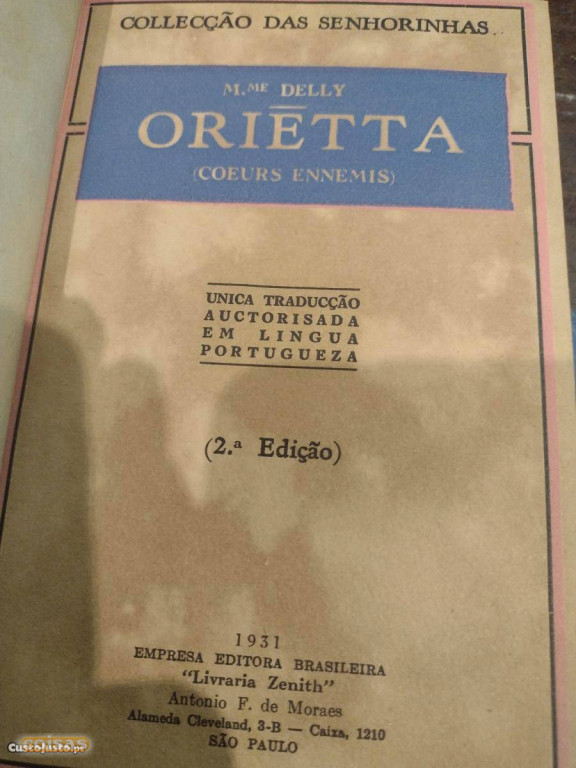 COLLECÇÃO DAS SENHORINHAS
M.ME DELLY
ORIETTA
(COEURS ENNEMIS)
UNICA TRADUCÇÃO
AUCTORISADA
EM LINGUA
PORTUGUEZA
(2.ª Edição)
1931
EMPRESA EDITORA BRASILEIRA
"Livraria Zenith"
Antonio F. de Moraes
Alameda Cleveland, 3-B — Caixa, 1210
SÃO PAULO
coisas
CustoJusto.pt